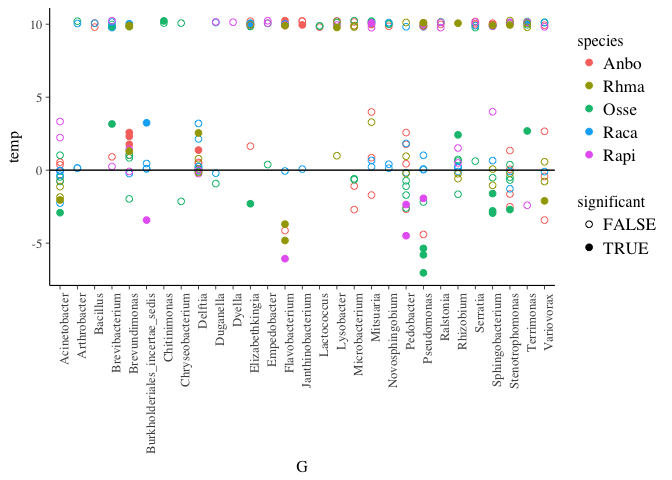 10
5
0
-5
temp
Acinetobacter
Arthrobacter
Bacillus
Brevibacterium
Brevundimonas
Burkholderiales_incertae_sedis
Chitinimonas
Chryseobacterium
Delftia
Duganella
Dyella
Elizabethkingia
Empedobacter
Flavobacterium
Janthinobacterium
Lactococcus
Lysobacter
Microbacterium
Mitsuaria
Novosphingobium
Pedobacter
Pseudomonas
Ralstonia
Rhizobium
Serratia
Sphingobacterium
Stenotrophomonas
Terrimonas
Variovorax
G
species
Anbo
Rhma
Osse
Raca
Rapi
significant
FALSE
TRUE